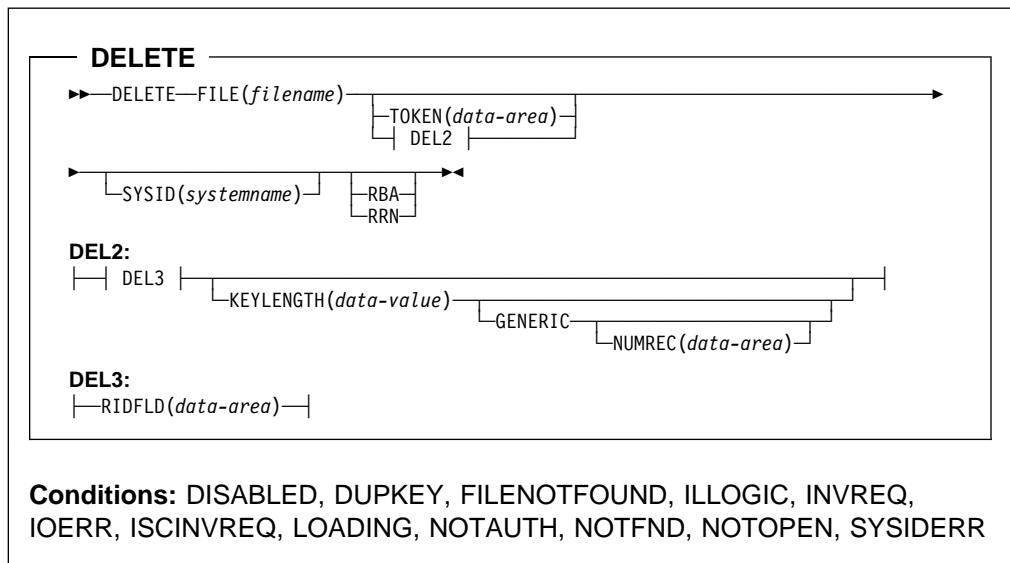 DELETE
DELETE FILE(filename)
TOKEN(data-area)
DEL2
SYSID(systemname) RBA
RRN
DEL2:
DEL3
KEYLENGTH(data-value)
GENERIC
NUMREC(data-area)
DEL3:
RIDFLD(data-area)
Conditions: DISABLED, DUPKEY, FILENOTFOUND, ILLOGIC, INVREQ,
IOERR, ISCINVREQ, LOADING, NOTAUTH, NOTFND, NOTOPEN, SYSIDERR